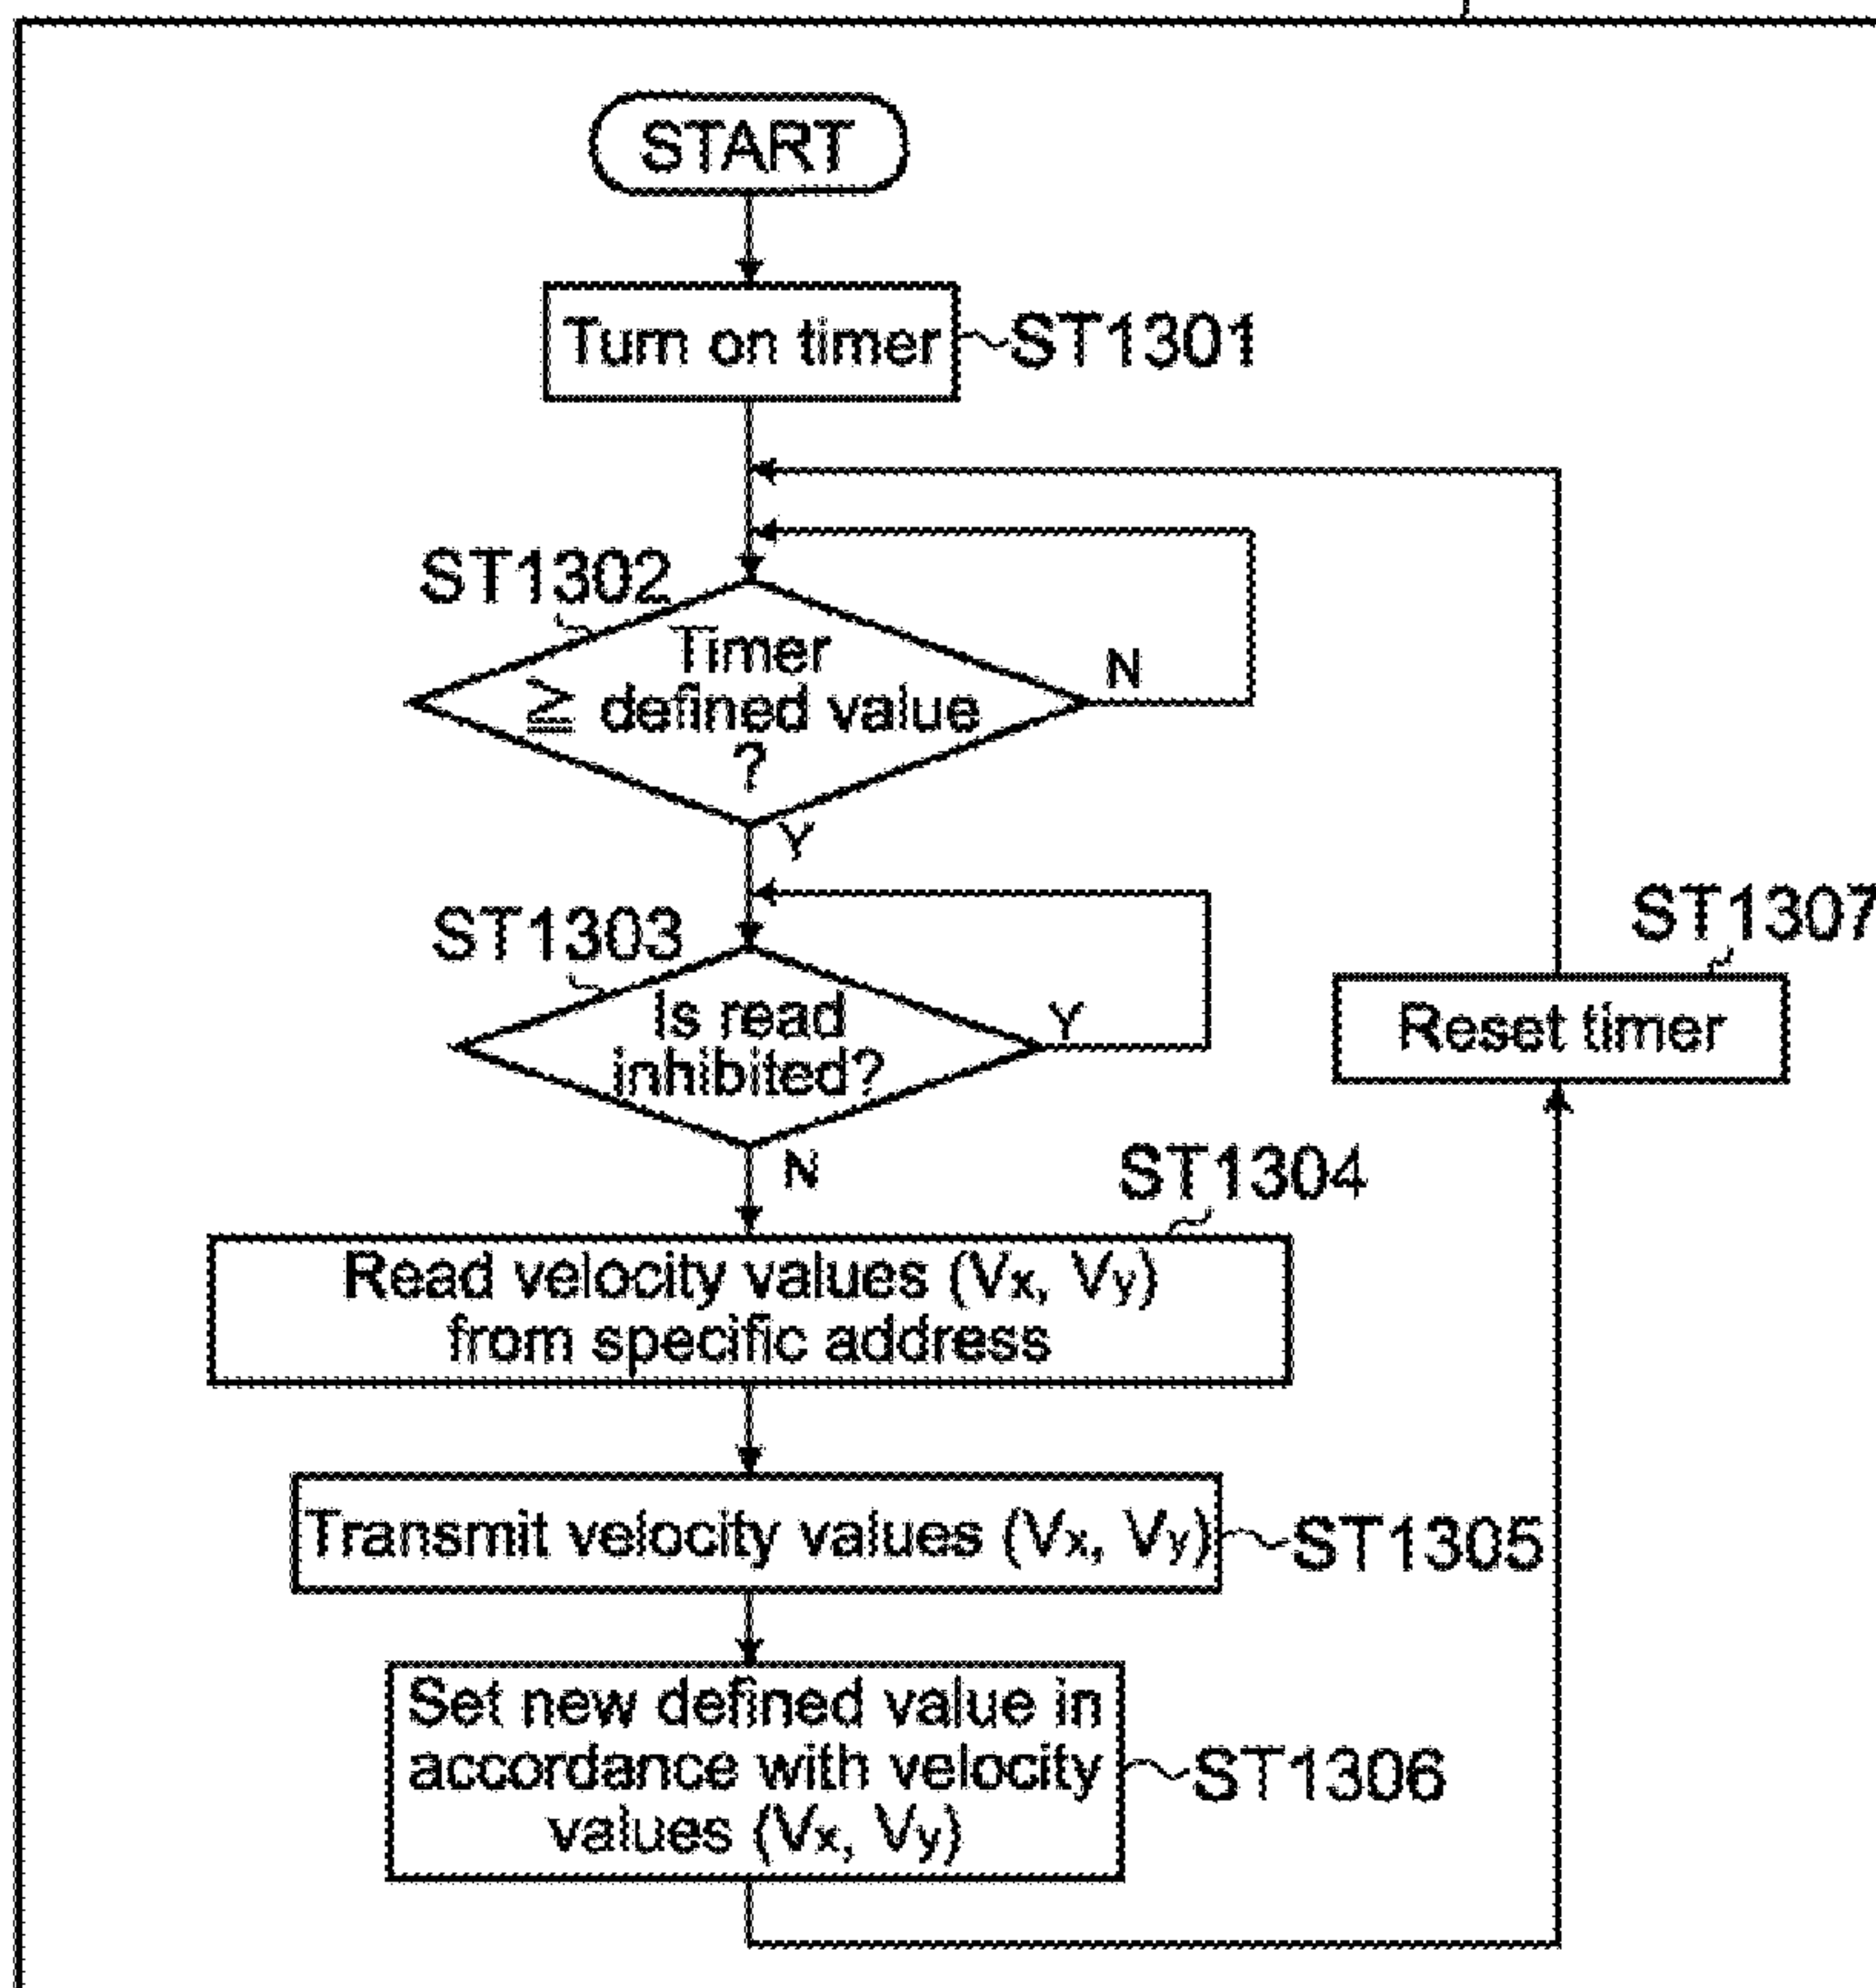 START
Turn on timer
ST1301
ST1302
Timer
≧ defined value
?
N
Y
ST1303
Is read
inhibited?
Y
N
ST1307
Reset timer
ST1304
Read velocity values (Vx, Vy)
from specific address
Transmit velocity values (Vx, Vy)
ST1305
Set new defined value in
accordance with velocity
values (Vx, Vy)
ST1306